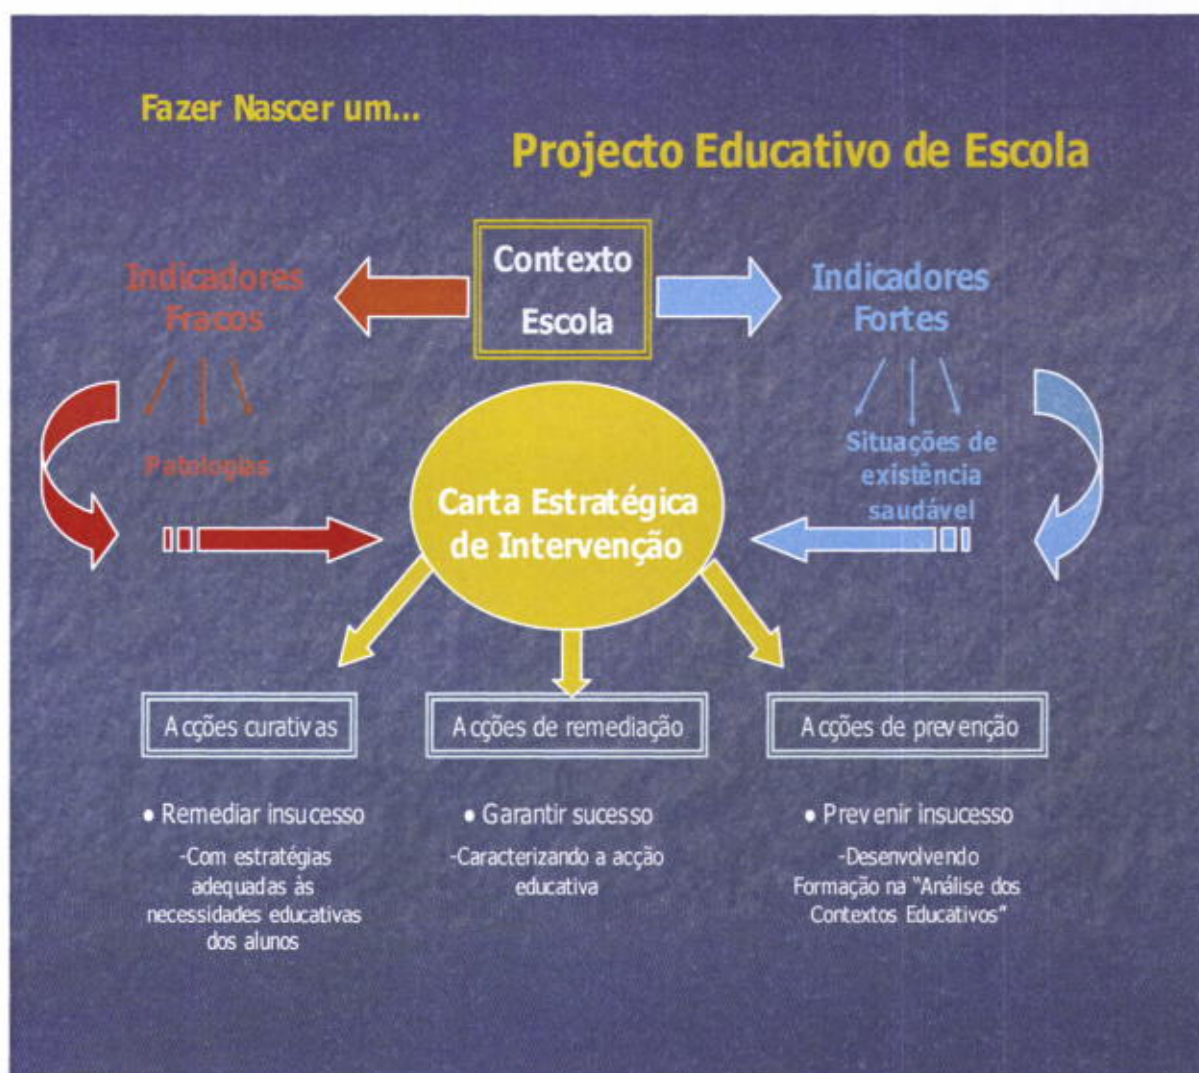 Fazer Nascer um...
Projecto Educativo de Escola
Contexto
Escola
Indicadores
Fracos
Indicadores
Fortes
Patologias
Situações de
existência
saudável
Carta Estratégica
de Intervenção
Acções curativas
Acções de remediação
Acções de prevenção
• Remediar insucesso
-Com estratégias
adequadas às
necessidades educativas
dos alunos
• Garantir sucesso
-Caracterizando a acção
educativa
• Prevenir insucesso
-Desenvolvendo
Formação na “Análise dos
Contextos Educativos”